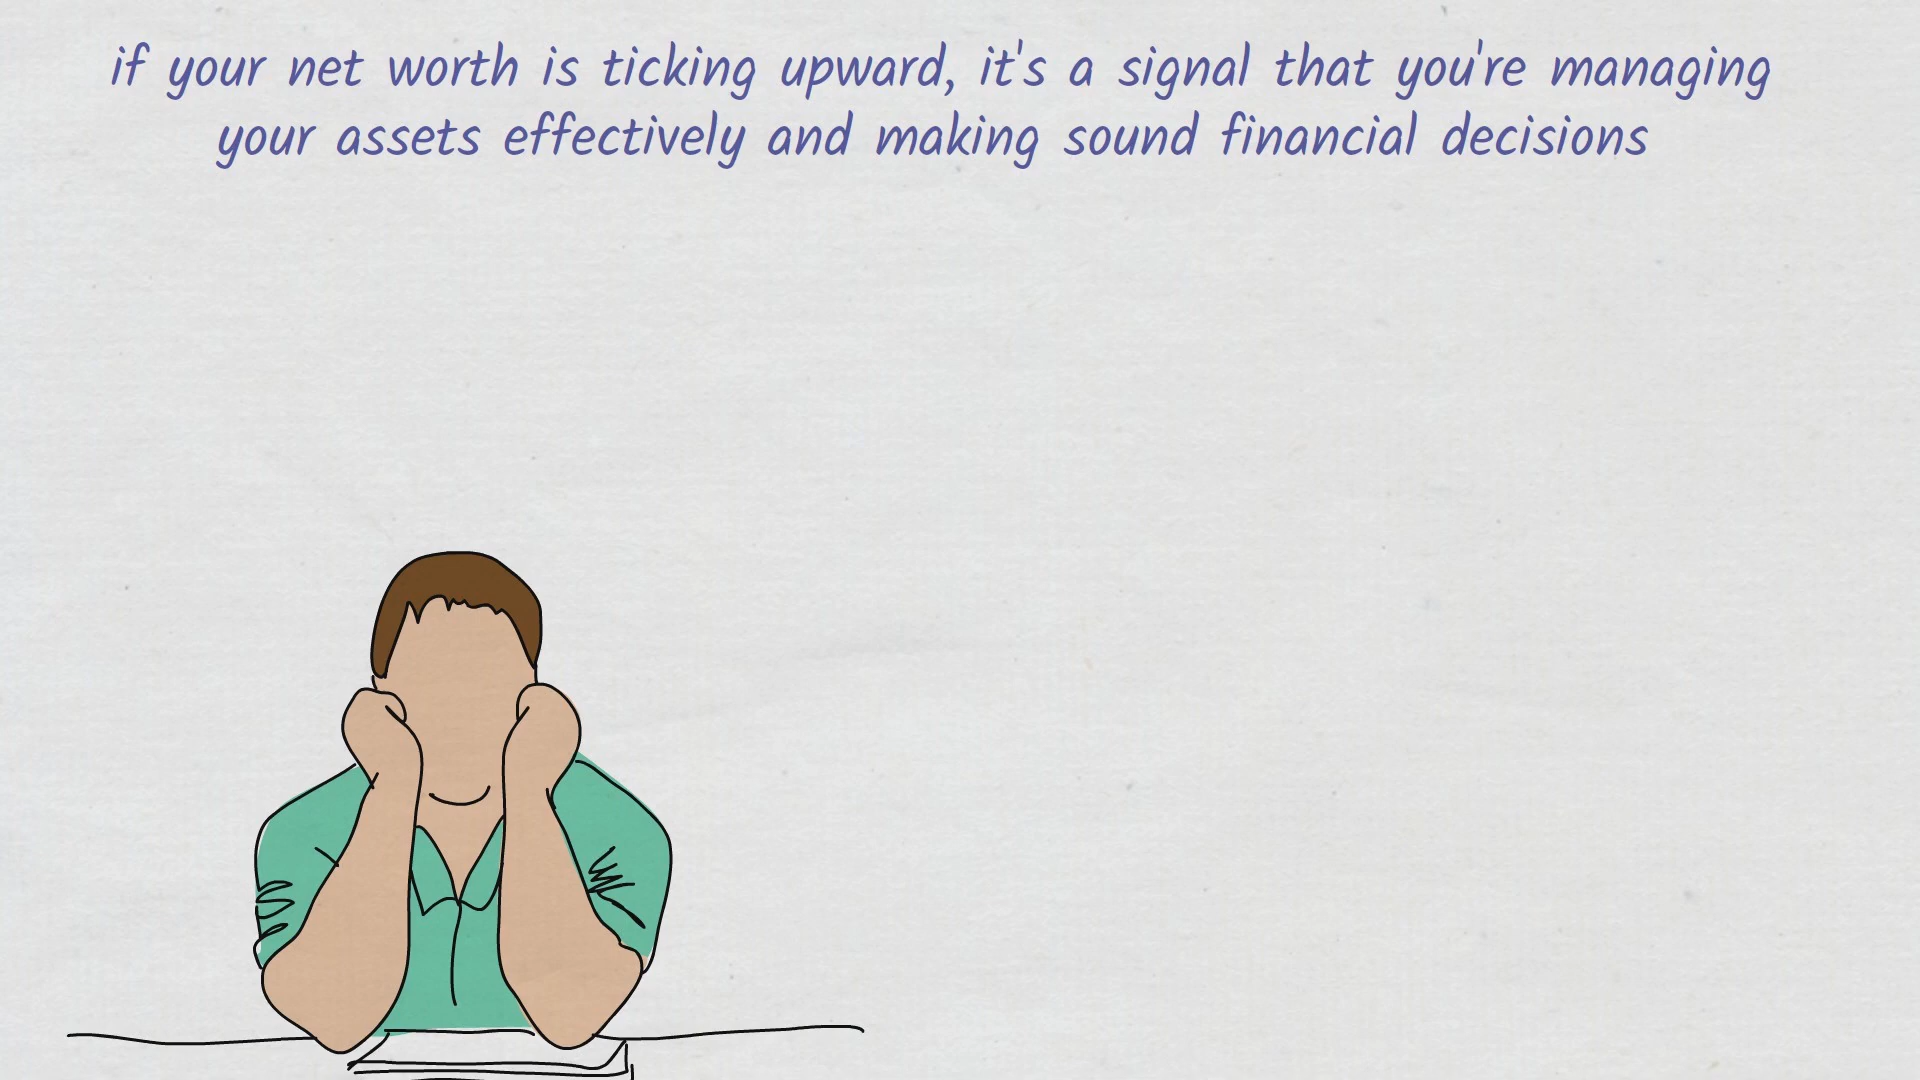 if your net worth is ticking upward, it's a signal that you're managing
your assets effectively and making sound financial decisions